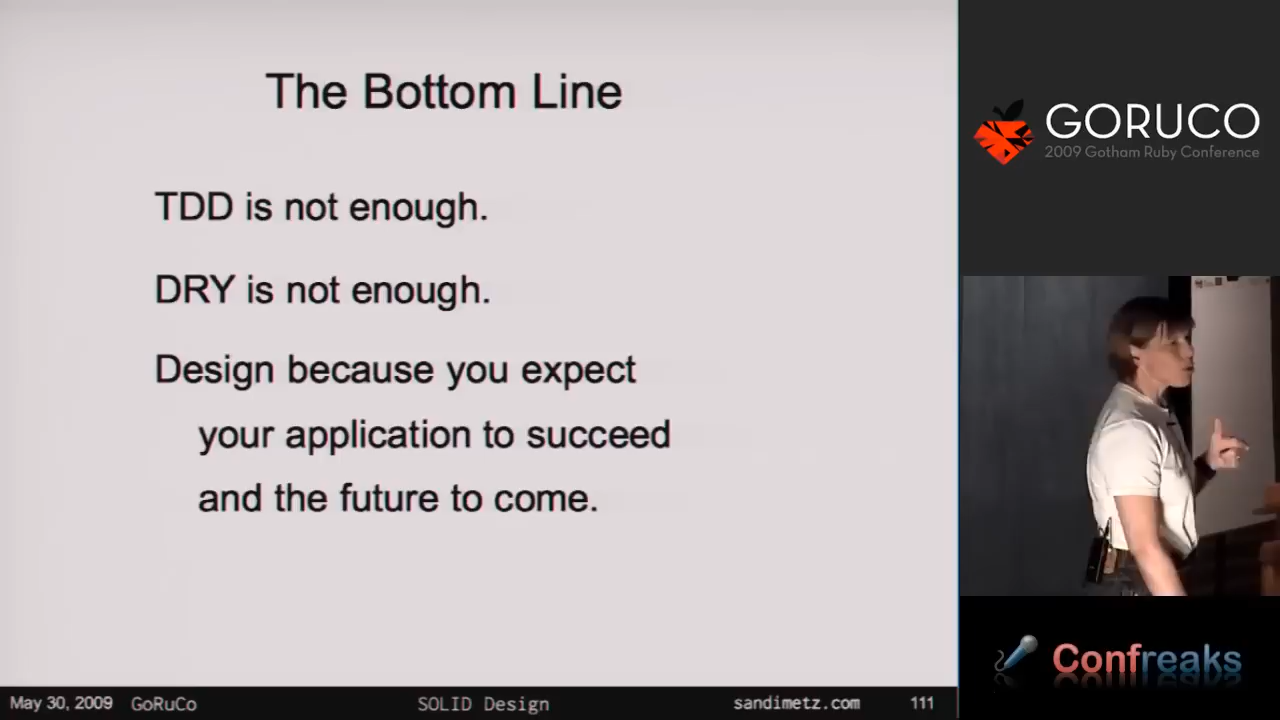 The Bottom Line
TDD is not enough.
DRY is not enough.
Design because you expect
your application to succeed
and the future to come.
May 30, 2009 GoRuCo SOLID Design sandimetz.com 111
GORUCO
2009 Gotham Ruby Conference
Confreaks